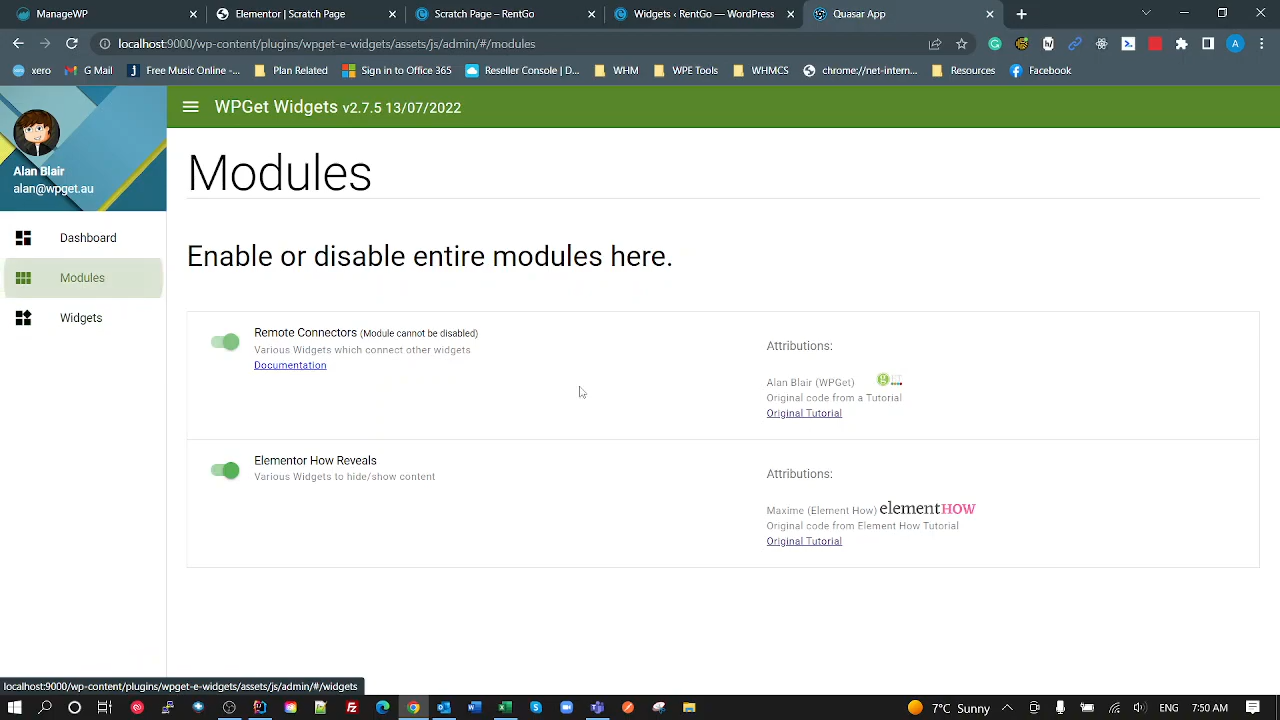 ManageWP
Elementor | Scratch Page
Scratch Page – RentGo
Widgets ‹ RentGo — WordPress
Quasar App
localhost:9000/wp-content/plugins/wpget-e-widgets/assets/js/admin/#/modules
xero
G Mail
Free Music Online -...
Plan Related
Sign in to Office 365
Reseller Console | D...
WHM
WPE Tools
WHMCS
chrome://net-intern...
Resources
Facebook
WPGet Widgets v2.7.5 13/07/2022
Alan Blair
alan@wpget.au
Dashboard
Modules
Widgets
Modules
Enable or disable entire modules here.
Remote Connectors (Module cannot be disabled)
Various Widgets which connect other widgets
Documentation
Attributions:
Alan Blair (WPGet)
Original code from a Tutorial
Original Tutorial
Elementor How Reveals
Various Widgets to hide/show content
Attributions:
Maxime (Element How) elementHOW
Original code from Element How Tutorial
Original Tutorial
localhost:9000/wp-content/plugins/wpget-e-widgets/assets/js/admin/#/widgets
7°C Sunny
ENG
7:50 AM